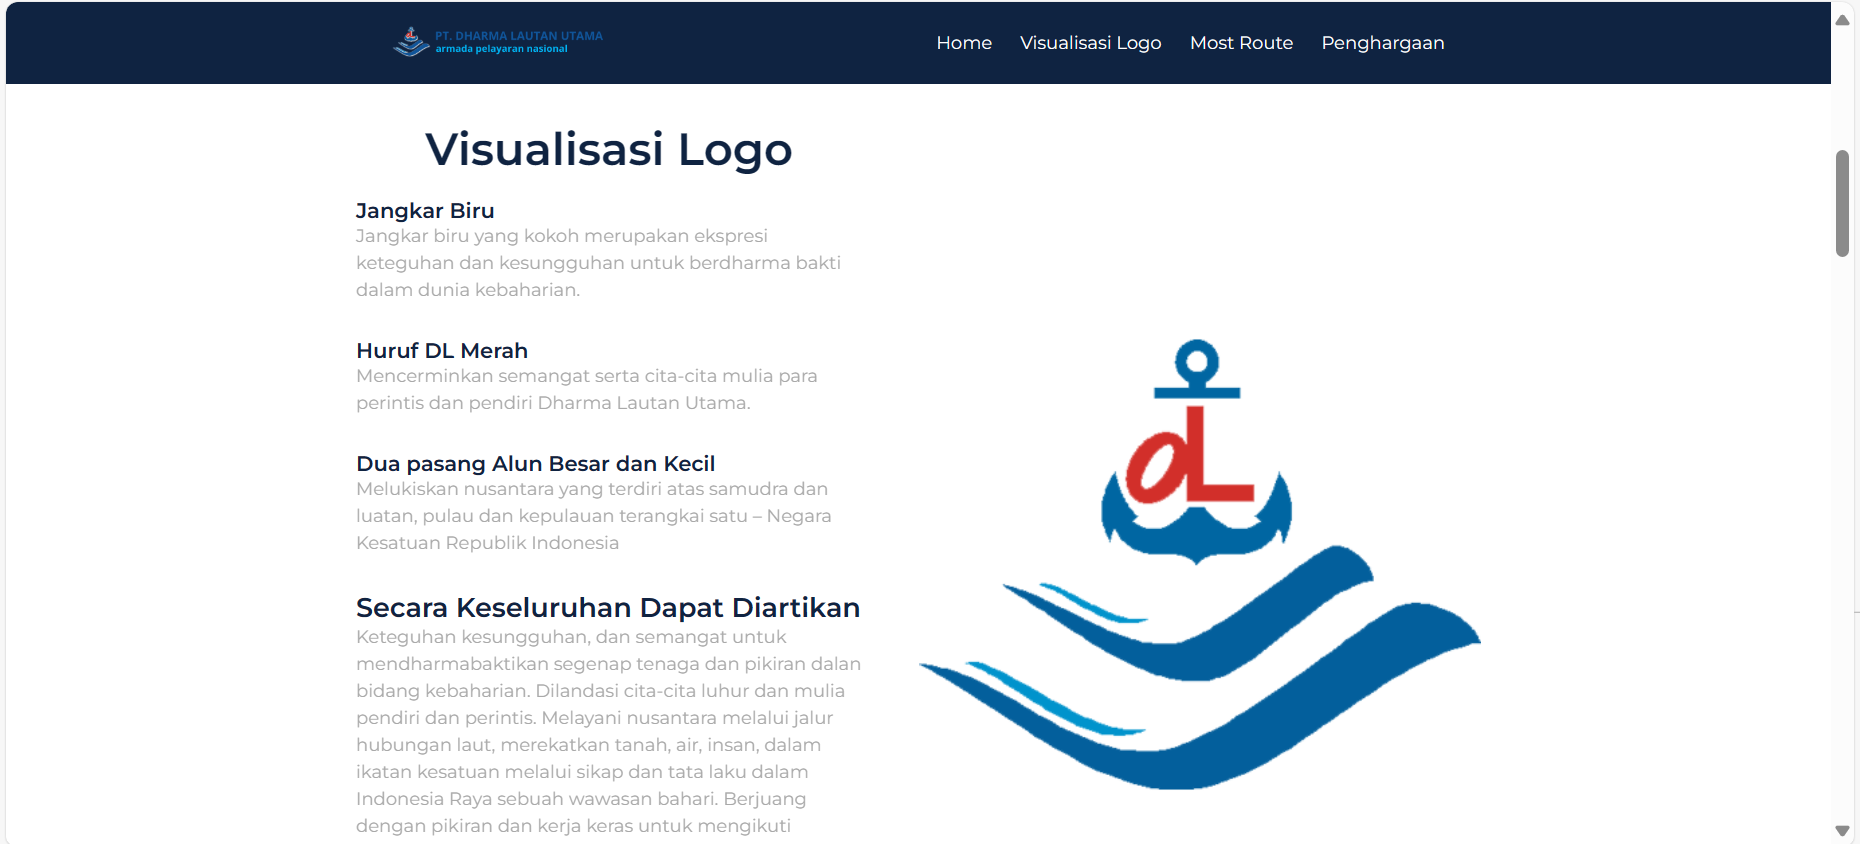 PT. DHARMA LAUTAN UTAMA
armada pelayaran nasional
Home Visualisasi Logo Most Route Penghargaan
Visualisasi Logo
Jangkar Biru
Jangkar biru yang kokoh merupakan ekspresi
keteguhan dan kesungguhan untuk berdharma bakti
dalam dunia kebaharian.
Huruf DL Merah
Mencerminkan semangat serta cita-cita mulia para
perintis dan pendiri Dharma Lautan Utama.
Dua pasang Alun Besar dan Kecil
Melukiskan nusantara yang terdiri atas samudra dan
luatan, pulau dan kepulauan terangkai satu – Negara
Kesatuan Republik Indonesia
Secara Keseluruhan Dapat Diartikan
Keteguhan kesungguhan, dan semangat untuk
mendharmabaktikan segenap tenaga dan pikiran dalan
bidang kebaharian. Dilandasi cita-cita luhur dan mulia
pendiri dan perintis. Melayani nusantara melalui jalur
hubungan laut, merekatkan tanah, air, insan, dalam
ikatan kesatuan melalui sikap dan tata laku dalam
Indonesia Raya sebuah wawasan bahari. Berjuang
dengan pikiran dan kerja keras untuk mengikuti
dL